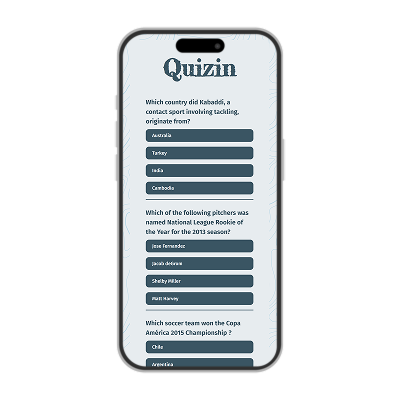 Quizin
Which country did Kabaddi, a
contact sport involving tackling,
originate from?
Australia
Turkey
India
Cambodia
Which of the following pitchers was
named National League Rookie of
the Year for the 2013 season?
Jose Fernandez
Jacob deGrom
Shelby Miller
Matt Harvey
Which soccer team won the Copa
América 2015 Championship ?
Chile
Argentina